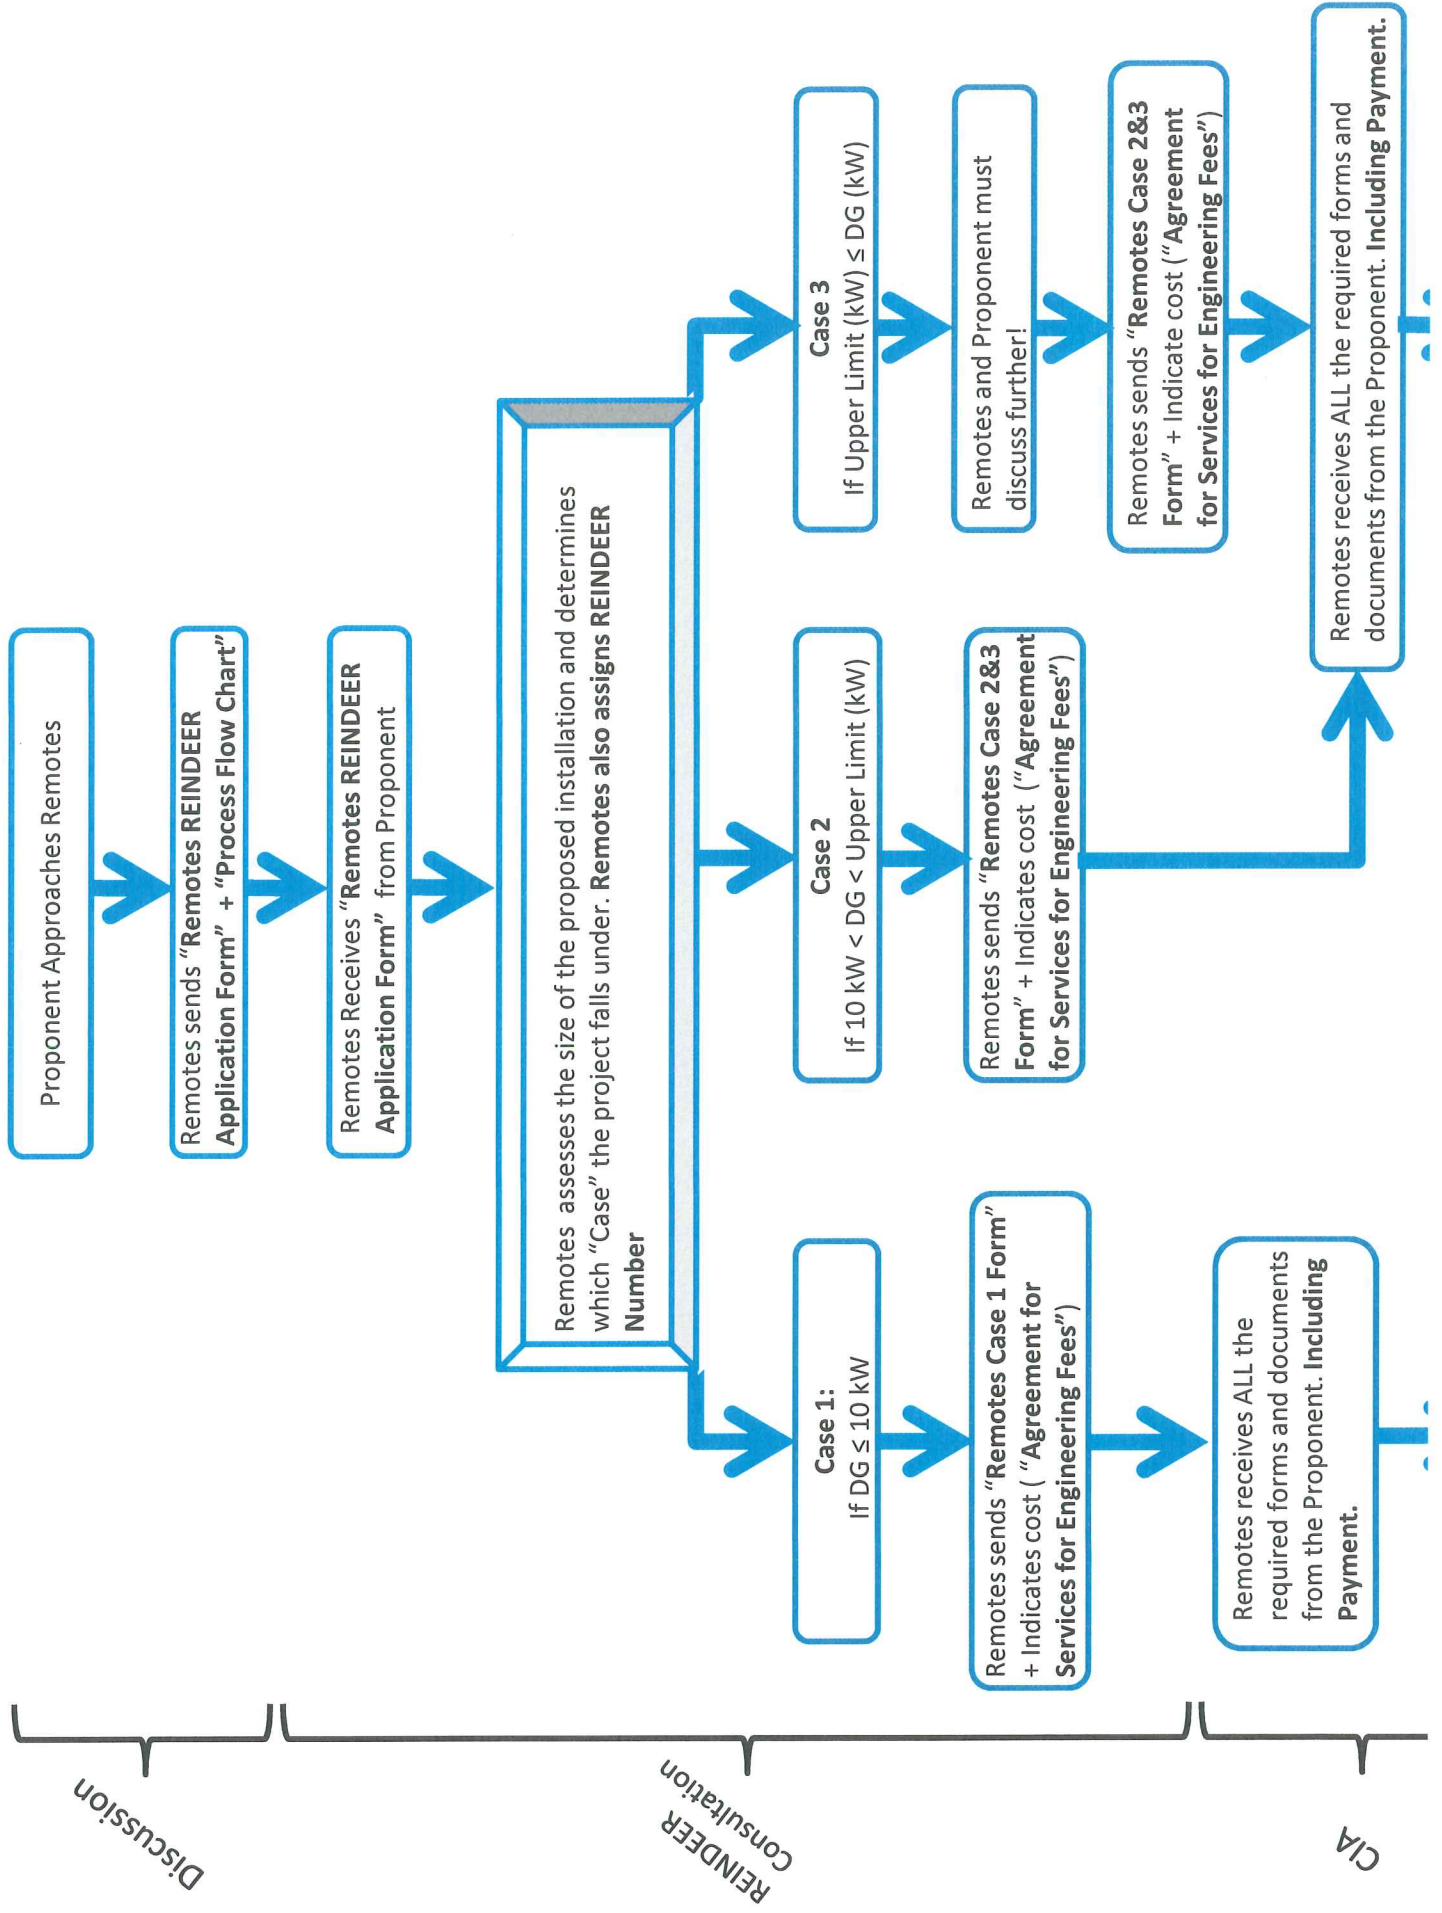 Proponent Approaches Remotes
Remotes sends “Remotes REINDEER
Application Form” + “Process Flow Chart”
Remotes Receives “Remotes REINDEER
Application Form” from Proponent
Remotes assesses the size of the proposed installation and determines
which “Case” the project falls under. Remotes also assigns REINDEER
Number
Case 1:
If DG ≤ 10 kW
Remotes sends “Remotes Case 1 Form”
+ Indicates cost ( “Agreement for
Services for Engineering Fees”)
Remotes receives ALL the
required forms and documents
from the Proponent. Including
Payment.
Case 2
If 10 kW < DG < Upper Limit (kW)
Remotes sends “Remotes Case 2&3
Form” + Indicates cost (“Agreement
for Services for Engineering Fees”)
Case 3
If Upper Limit (kW) ≤ DG (kW)
Remotes and Proponent must
discuss further!
Remotes sends “Remotes Case 2&3
Form” + Indicate cost (“Agreement
for Services for Engineering Fees”)
Remotes receives ALL the required forms and
documents from the Proponent. Including Payment.
Discussion
REINDEER
Consultation
CIA